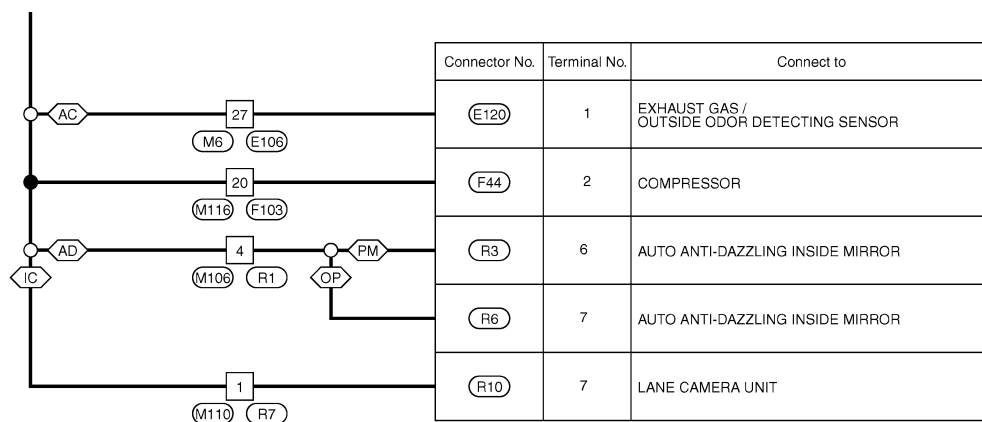 Connector No. Terminal No. Connect to
AC 27 E120 1 EXHAUST GAS /
OUTSIDE ODOR DETECTING SENSOR
M6 E106
20 F44 2 COMPRESSOR
M116 F103
AD 4 PM R3 6 AUTO ANTI-DAZZLING INSIDE MIRROR
IC M106 R1 OP
R6 7 AUTO ANTI-DAZZLING INSIDE MIRROR
1 R10 7 LANE CAMERA UNIT
M110 R7